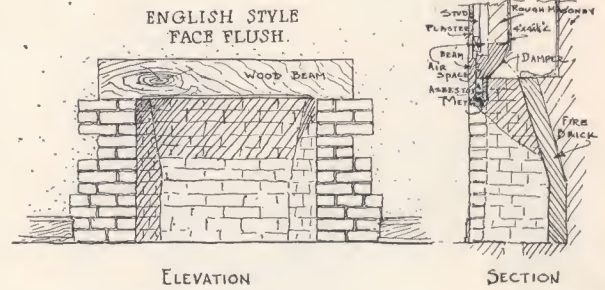 ENGLISH STYLE
FACE FLUSH.
WOOD BEAM
ELEVATION
STUD
PLASTER
BEAM
AIR
SPACE
ASBESTOS
METAL
ROUGH MASONRY
DAMPER
FIRE
BRICK
SECTION